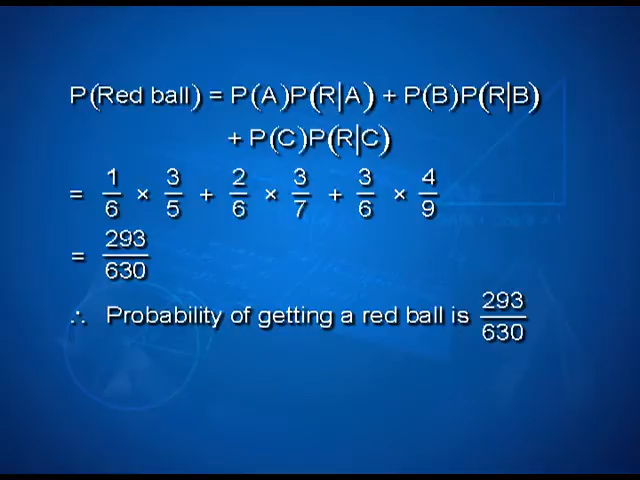 P(Red ball) = P(A)P(R|A) + P(B)P(R|B)
+ P(C)P(R|C)
= 1/6 × 3/5 + 2/6 × 3/7 + 3/6 × 4/9
= 293/630
∴ Probability of getting a red ball is 293/630